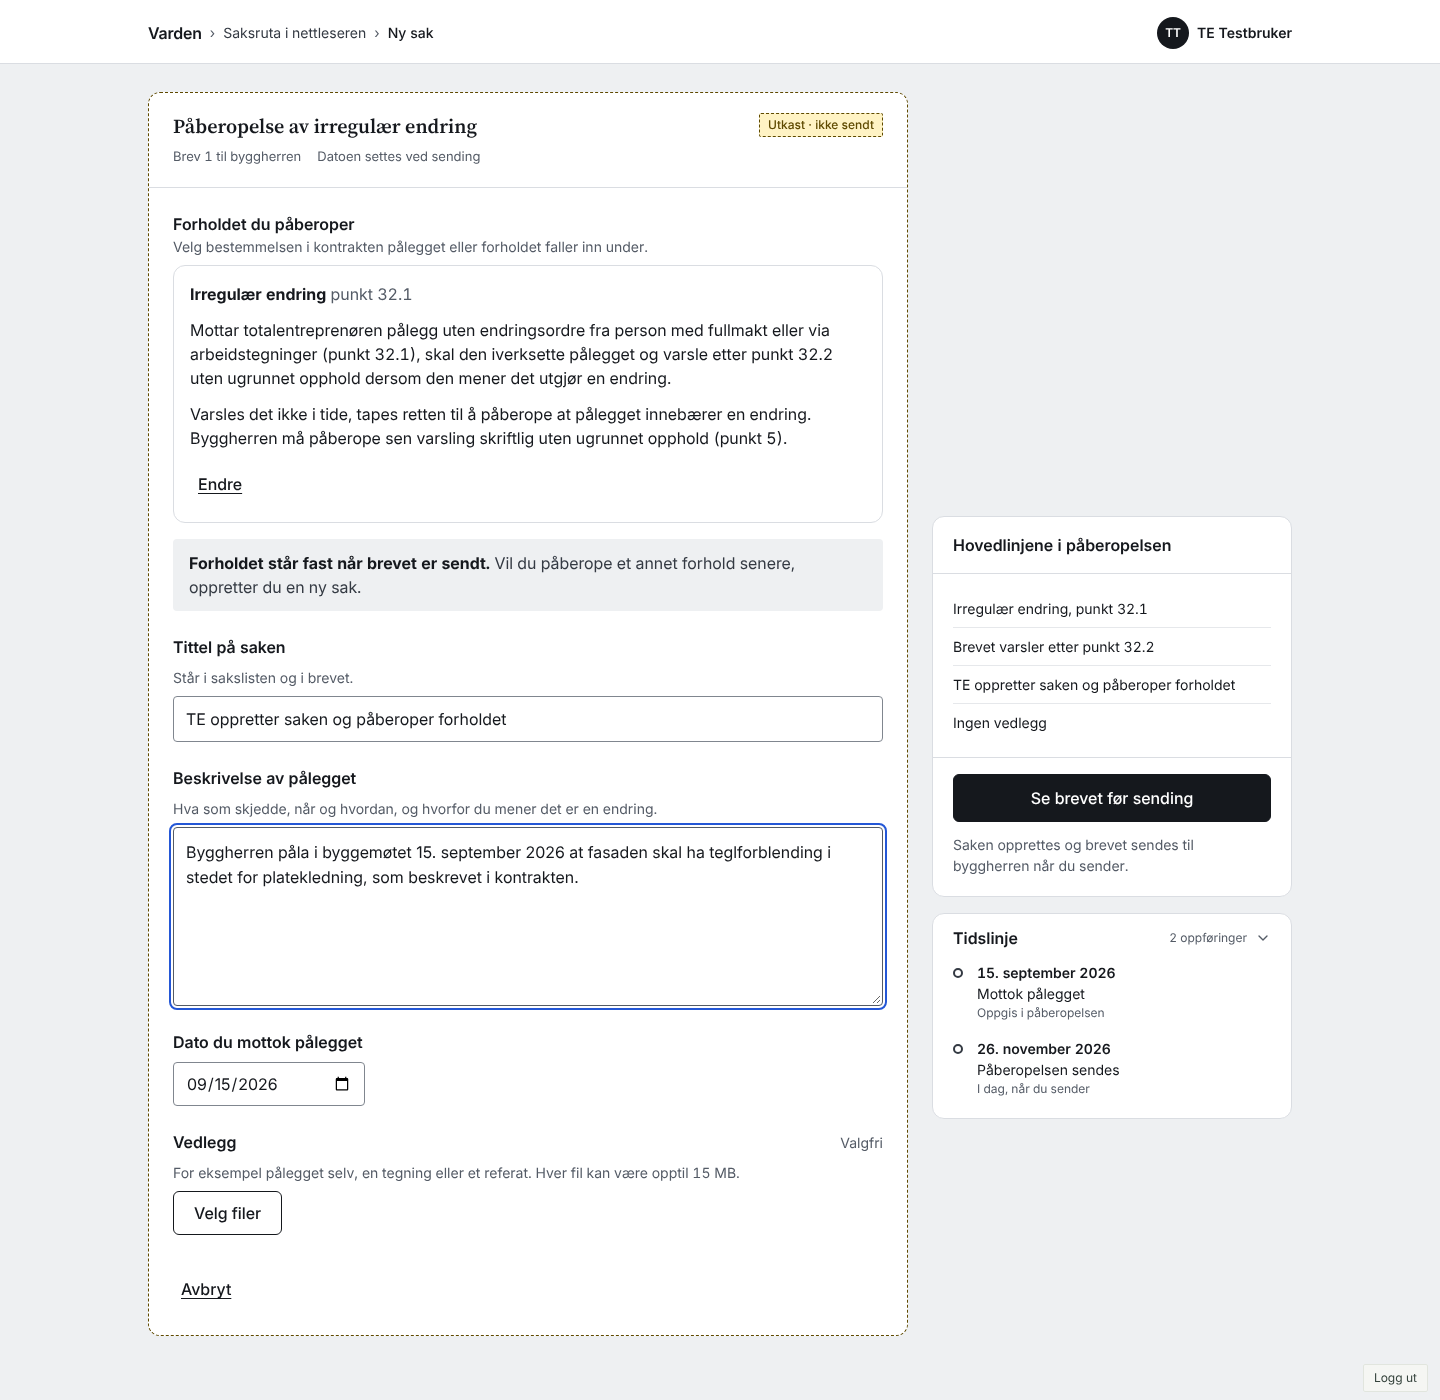 Varden › Saksruta i nettleseren › Ny sak
TT TE Testbruker
Påberopelse av irregulær endring
Utkast · ikke sendt
Brev 1 til byggherren Datoen settes ved sending
Forholdet du påberoper
Velg bestemmelsen i kontrakten pålegget eller forholdet faller inn under.
Irregulær endring punkt 32.1
Mottar totalentreprenøren pålegg uten endringsordre fra person med fullmakt eller via
arbeidstegninger (punkt 32.1), skal den iverksette pålegget og varsle etter punkt 32.2
uten ugrunnet opphold dersom den mener det utgjør en endring.
Varsles det ikke i tide, tapes retten til å påberope at pålegget innebærer en endring.
Byggherren må påberope sen varsling skriftlig uten ugrunnet opphold (punkt 5).
Endre
Forholdet står fast når brevet er sendt. Vil du påberope et annet forhold senere,
oppretter du en ny sak.
Tittel på saken
Står i sakslisten og i brevet.
TE oppretter saken og påberoper forholdet
Beskrivelse av pålegget
Hva som skjedde, når og hvordan, og hvorfor du mener det er en endring.
Byggherren påla i byggemøtet 15. september 2026 at fasaden skal ha teglforblending i
stedet for platekledning, som beskrevet i kontrakten.
Dato du mottok pålegget
09/15/2026
Vedlegg
Valgfri
For eksempel pålegget selv, en tegning eller et referat. Hver fil kan være opptil 15 MB.
Velg filer
Avbryt
Hovedlinjene i påberopelsen
Irregulær endring, punkt 32.1
Brevet varsler etter punkt 32.2
TE oppretter saken og påberoper forholdet
Ingen vedlegg
Se brevet før sending
Saken opprettes og brevet sendes til
byggherren når du sender.
Tidslinje
2 oppføringer
15. september 2026
Mottok pålegget
Oppgis i påberopelsen
26. november 2026
Påberopelsen sendes
I dag, når du sender
Logg ut